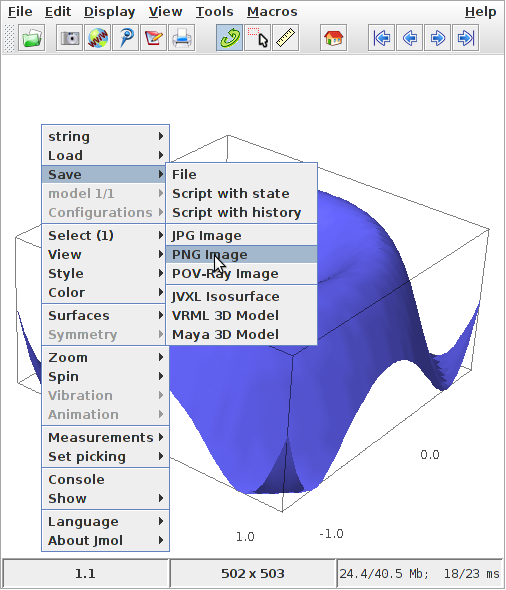 File Edit Display View Tools Macros Help
string
Load
Save
model 1/1
Configurations
Select (1)
View
Style
Color
Surfaces
Symmetry
Zoom
Spin
Vibration
Animation
Measurements
Set picking
Console
Show
Language
About Jmol
File
Script with state
Script with history
JPG Image
PNG Image
POV-Ray Image
JVXL Isosurface
VRML 3D Model
Maya 3D Model
0.0
1.0
-1.0
1.1
502 x 503
24.4/40.5 Mb; 18/23 ms